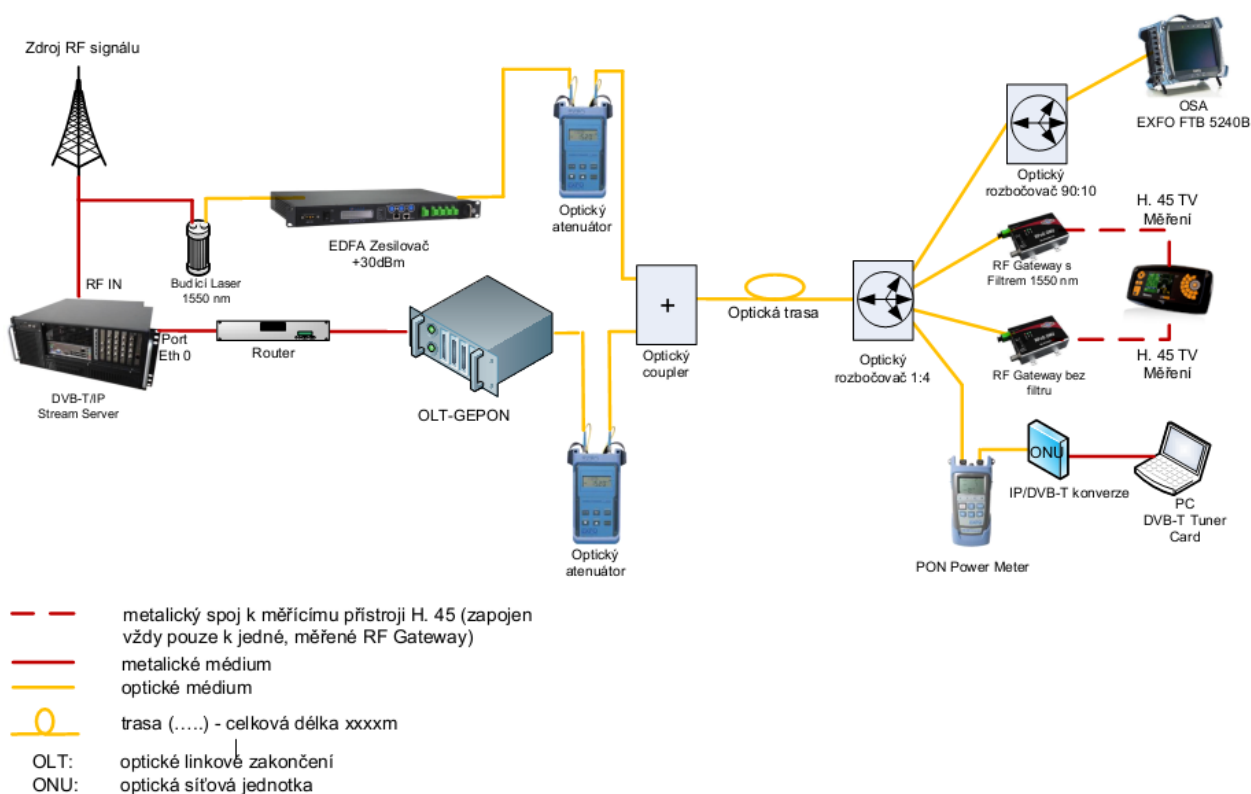 Zdroj RF signálu
OSA
EXFO FTB 5240B
Optický
rozbočovač 90:10
Optický
atenuátor
H. 45 TV
Měření
EDFA Zesilovač
+30dBm
RF Gateway s
Filtrem 1550 nm
Budící Laser
1550 nm
RF IN
+
Optická trasa
Port
Eth 0
Router
Optický
coupler
Optický
rozbočovač 1:4
H. 45 TV
Měření
RF Gateway bez
filtru
DVB-T/IP
Stream Server
OLT-GEPON
ONU
IP/DVB-T konverze
PC
DVB-T Tuner
Card
Optický
atenuátor
PON Power Meter
metalický spoj k měřícímu přístroji H. 45 (zapojen
vždy pouze k jedné, měřené RF Gateway)
metalické médium
optické médium
trasa (.....) - celková délka xxxxm
OLT: optické linkové zakončení
ONU: optická síťová jednotka